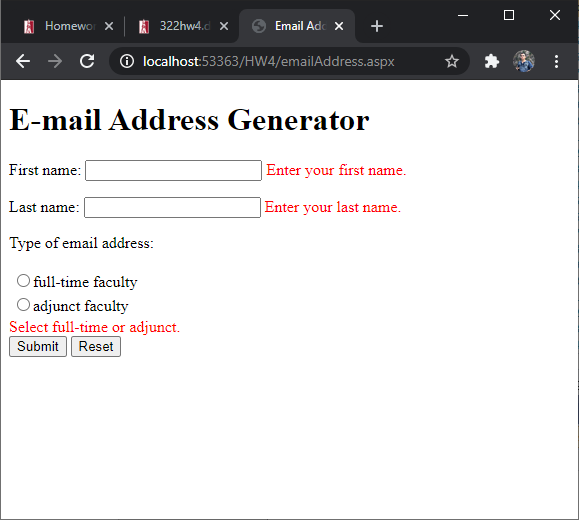 Homewor
322hw4.d
Email Add
localhost:53363/HW4/emailAddress.aspx
E-mail Address Generator
First name: Enter your first name.
Last name: Enter your last name.
Type of email address:
full-time faculty
adjunct faculty
Select full-time or adjunct.
Submit Reset